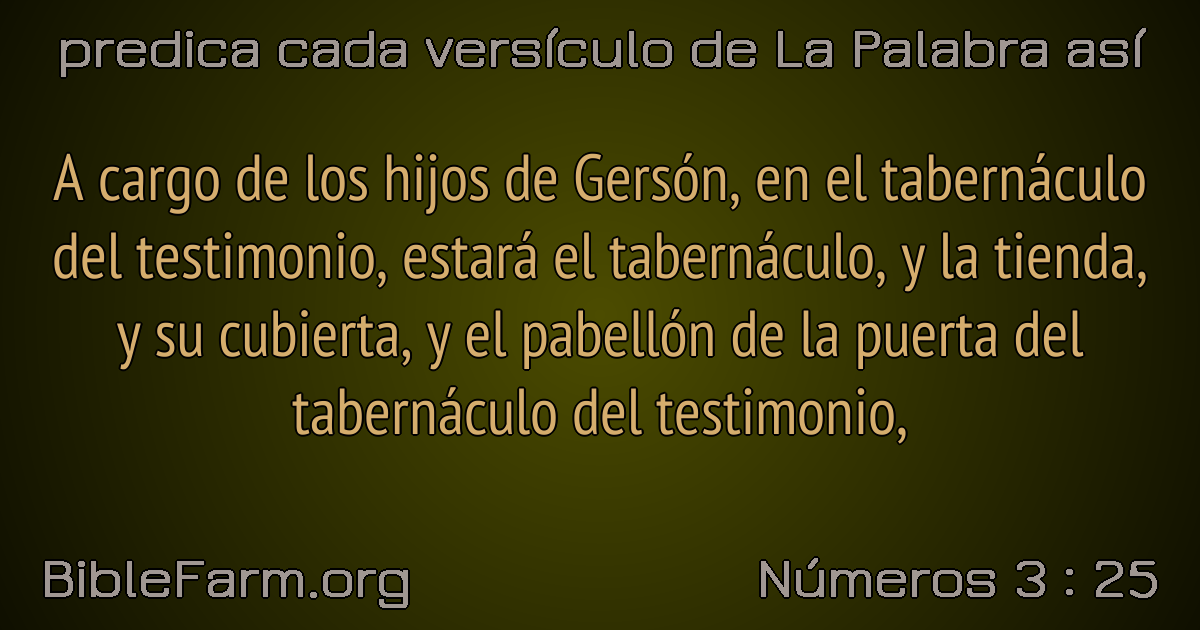 predica cada versículo de La Palabra así
A cargo de los hijos de Gersón, en el tabernáculo
del testimonio, estará el tabernáculo, y la tienda,
y su cubierta, y el pabellón de la puerta del
tabernáculo del testimonio,
BibleFarm.org
Números 3 : 25